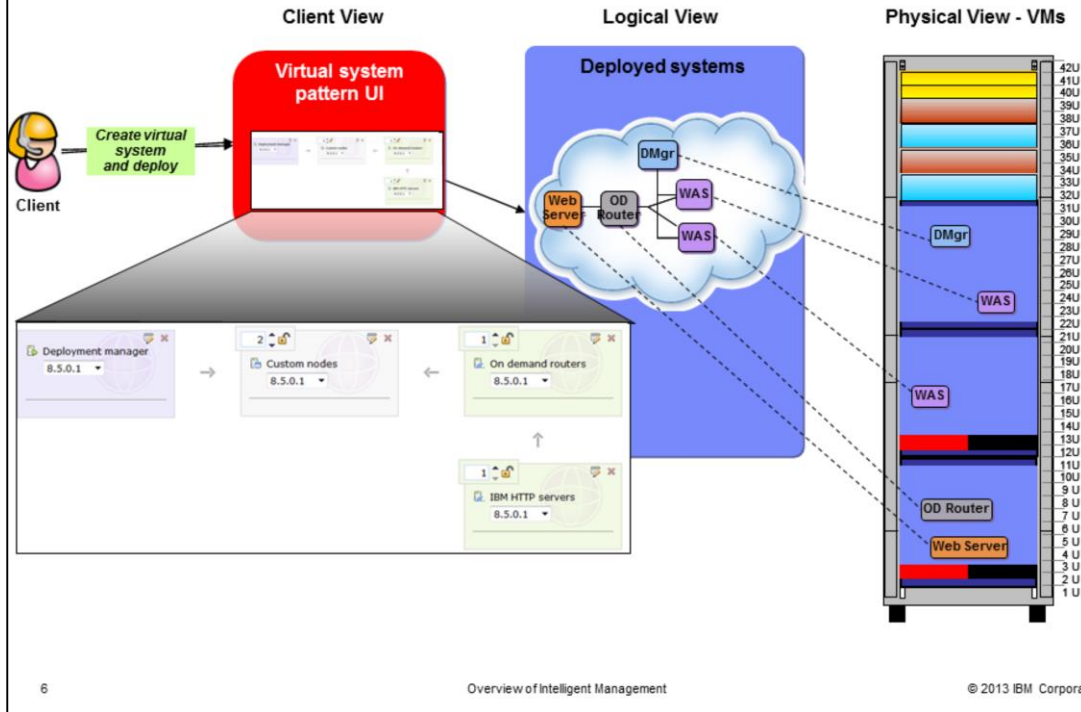 Client View
Logical View
Physical View - VMs
Virtual system
pattern UI
Deployed systems
Create virtual
system
and deploy
Client
DMgr
Web
Server
OD
Router
WAS
WAS
Deployment manager
8.5.0.1
2
Custom nodes
8.5.0.1
1
On demand routers
8.5.0.1
1
IBM HTTP servers
8.5.0.1
DMgr
WAS
WAS
OD Router
Web Server
42U
41U
40U
39U
38U
37U
36U
35U
34U
33U
32U
31U
30U
29U
28U
27U
26U
25U
24U
23U
22U
21U
20U
19U
18U
17U
16U
15U
14U
13U
12U
11U
10U
9 U
8 U
7 U
6 U
5 U
4 U
3 U
2 U
1 U
6
Overview of Intelligent Management
© 2013 IBM Corpora